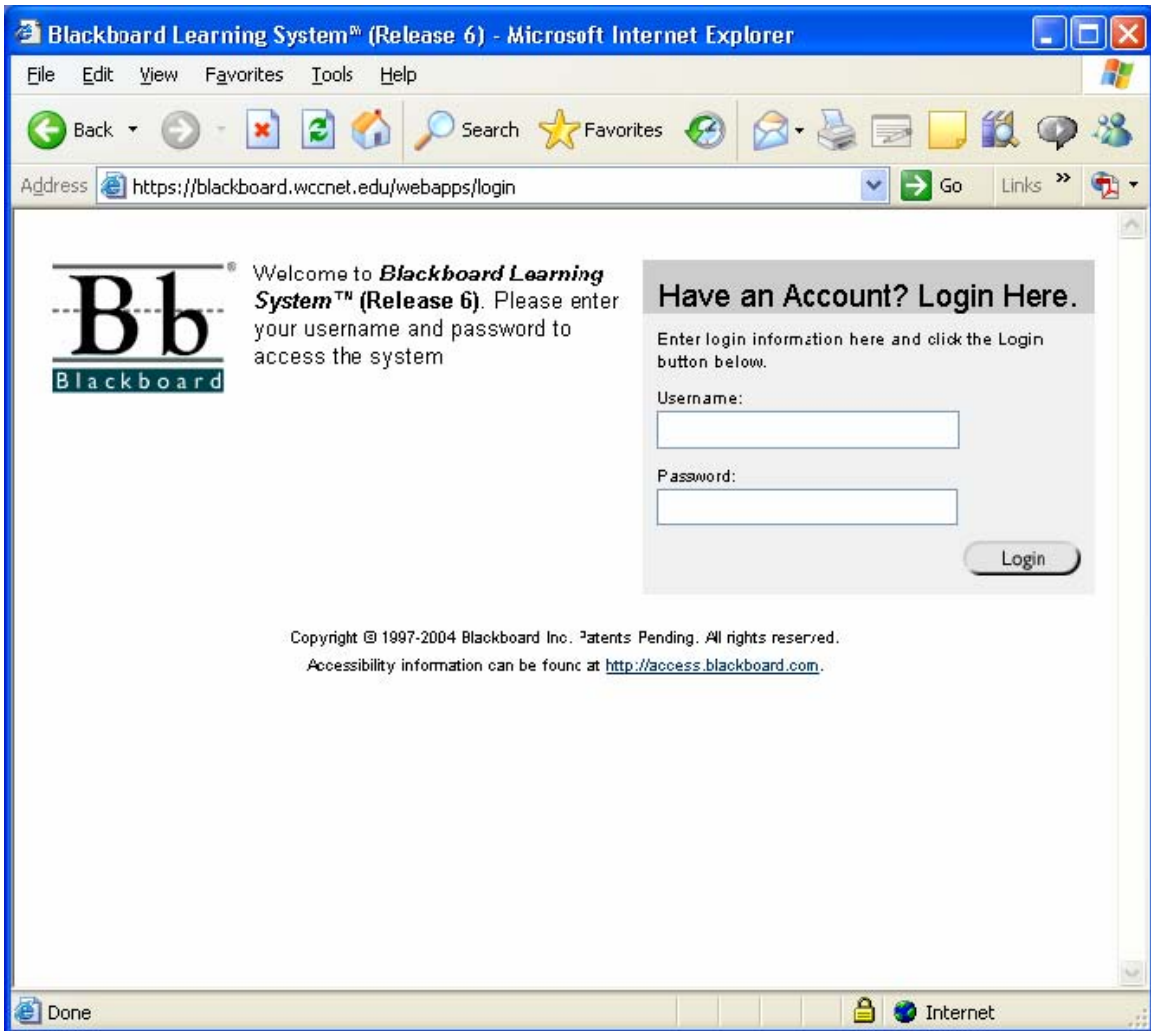 Blackboard Learning System℠ (Release 6) - Microsoft Internet Explorer
File Edit View Favorites Tools Help
Back Search Favorites
Address https://blackboard.wccnet.edu/webapps/login Go Links »
Bb®
Blackboard
Welcome to Blackboard Learning
System™ (Release 6). Please enter
your username and password to
access the system
Have an Account? Login Here.
Enter login information here and click the Login
button below.
Username:
Password:
Login
Copyright © 1997-2004 Blackboard Inc. Patents Pending. All rights reserved.
Accessibility information can be found at http://access.blackboard.com.
Done Internet